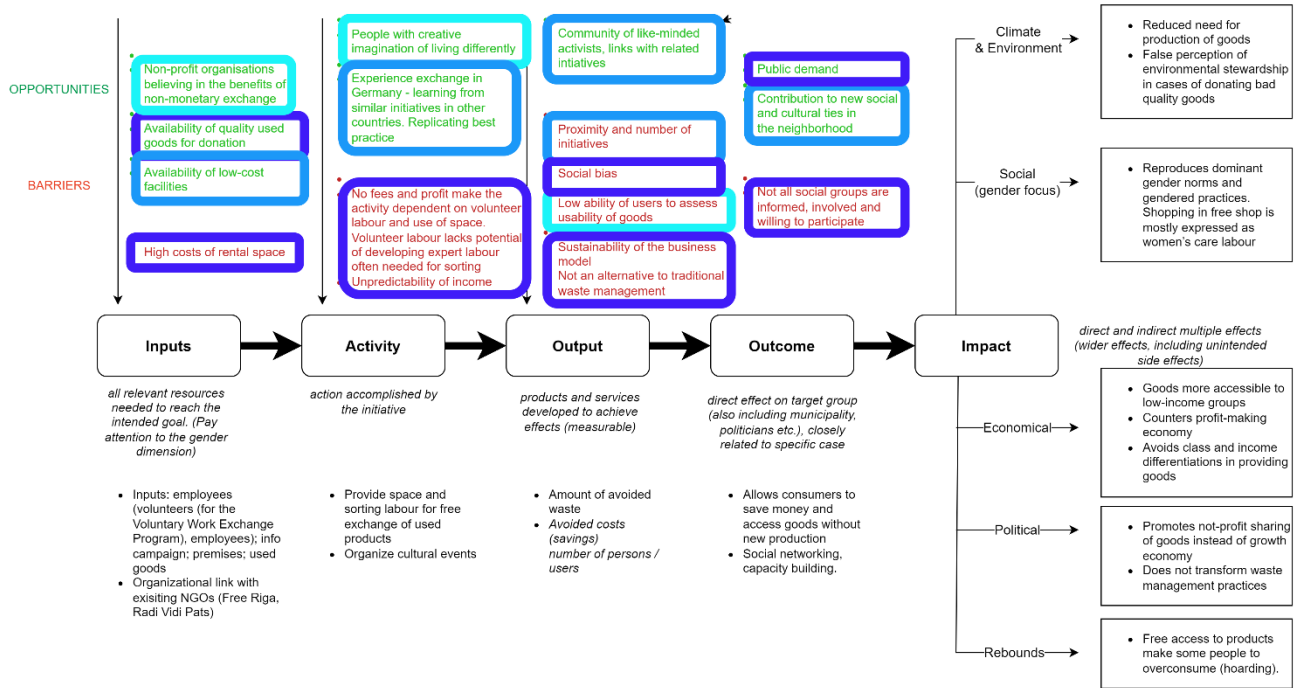 OPPORTUNITIES
BARRIERS
Non-profit organisations
believing in the benefits of
non-monetary exchange
Availability of quality used
goods for donation
Availability of low-cost
facilities
High costs of rental space
People with creative
imagination of living differently
Experience exchange in
Germany - learning from
similar initiatives in other
countries. Replicating best
practice
No fees and profit make the
activity dependent on volunteer
labour and use of space.
Volunteer labour lacks potential
of developing expert labour
often needed for sorting
Unpredictability of income
Community of like-minded
activists, links with related
intiatives
Proximity and number of
initiatives
Social bias
Low ability of users to assess
usability of goods
Sustainability of the business
model
Not an alternative to traditional
waste management
Public demand
Contribution to new social
and cultural ties in
the neighborhood
Not all social groups are
informed, involved and
willing to participate
Climate
& Environment
• Reduced need for
production of goods
• False perception of
environmental stewardship
in cases of donating bad
quality goods
Social
(gender focus)
• Reproduces dominant
gender norms and
gendered practices.
Shopping in free shop is
mostly expressed as
women's care labour
Inputs
Activity
Output
Outcome
Impact
direct and indirect multiple effects
(wider effects, including unintended
side effects)
all relevant resources
needed to reach the
intended goal. (Pay
attention to the gender
dimension)
action accomplished by
the initiative
products and services
developed to achieve
effects (measurable)
direct effect on target group
(also including municipality,
politicians etc.), closely
related to specific case
• Inputs: employees
(volunteers (for the
Voluntary Work Exchange
Program), employees); info
campaign; premises; used
goods
• Organizational link with
exisiting NGOs (Free Riga,
Radi Vidi Pats)
• Provide space and
sorting labour for free
exchange of used
products
• Organize cultural events
• Amount of avoided
waste
• Avoided costs
(savings)
number of persons /
users
• Allows consumers to
save money and
access goods without
new production
• Social networking,
capacity building.
Economical
• Goods more accessible to
low-income groups
• Counters profit-making
economy
• Avoids class and income
differentiations in providing
goods
Political
• Promotes not-profit sharing
of goods instead of growth
economy
• Does not transform waste
management practices
Rebounds
• Free access to products
make some people to
overconsume (hoarding).